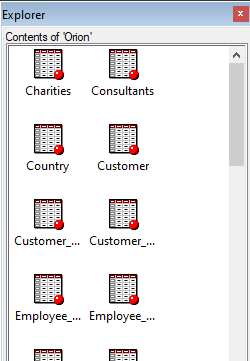 Explorer
Contents of 'Orion'
Charities Consultants
Country Customer
Customer_... Customer_...
Employee_... Employee_...